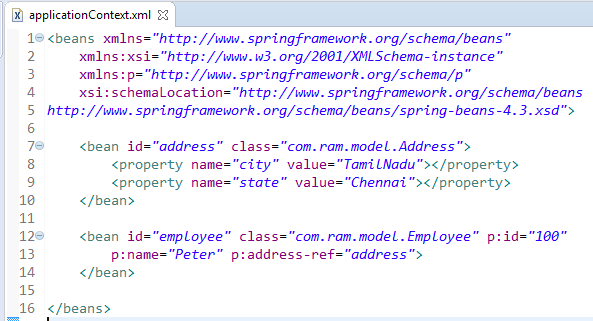 applicationContext.xml
1 <beans xmlns="http://www.springframework.org/schema/beans"
2 xmlns:xsi="http://www.w3.org/2001/XMLSchema-instance"
3 xmlns:p="http://www.springframework.org/schema/p"
4 xsi:schemaLocation="http://www.springframework.org/schema/beans
5 http://www.springframework.org/schema/beans/spring-beans-4.3.xsd">
6
7 <bean id="address" class="com.ram.model.Address">
8 <property name="city" value="TamilNadu"></property>
9 <property name="state" value="Chennai"></property>
10 </bean>
11
12 <bean id="employee" class="com.ram.model.Employee" p:id="100"
13 p:name="Peter" p:address-ref="address">
14 </bean>
15
16 </beans>